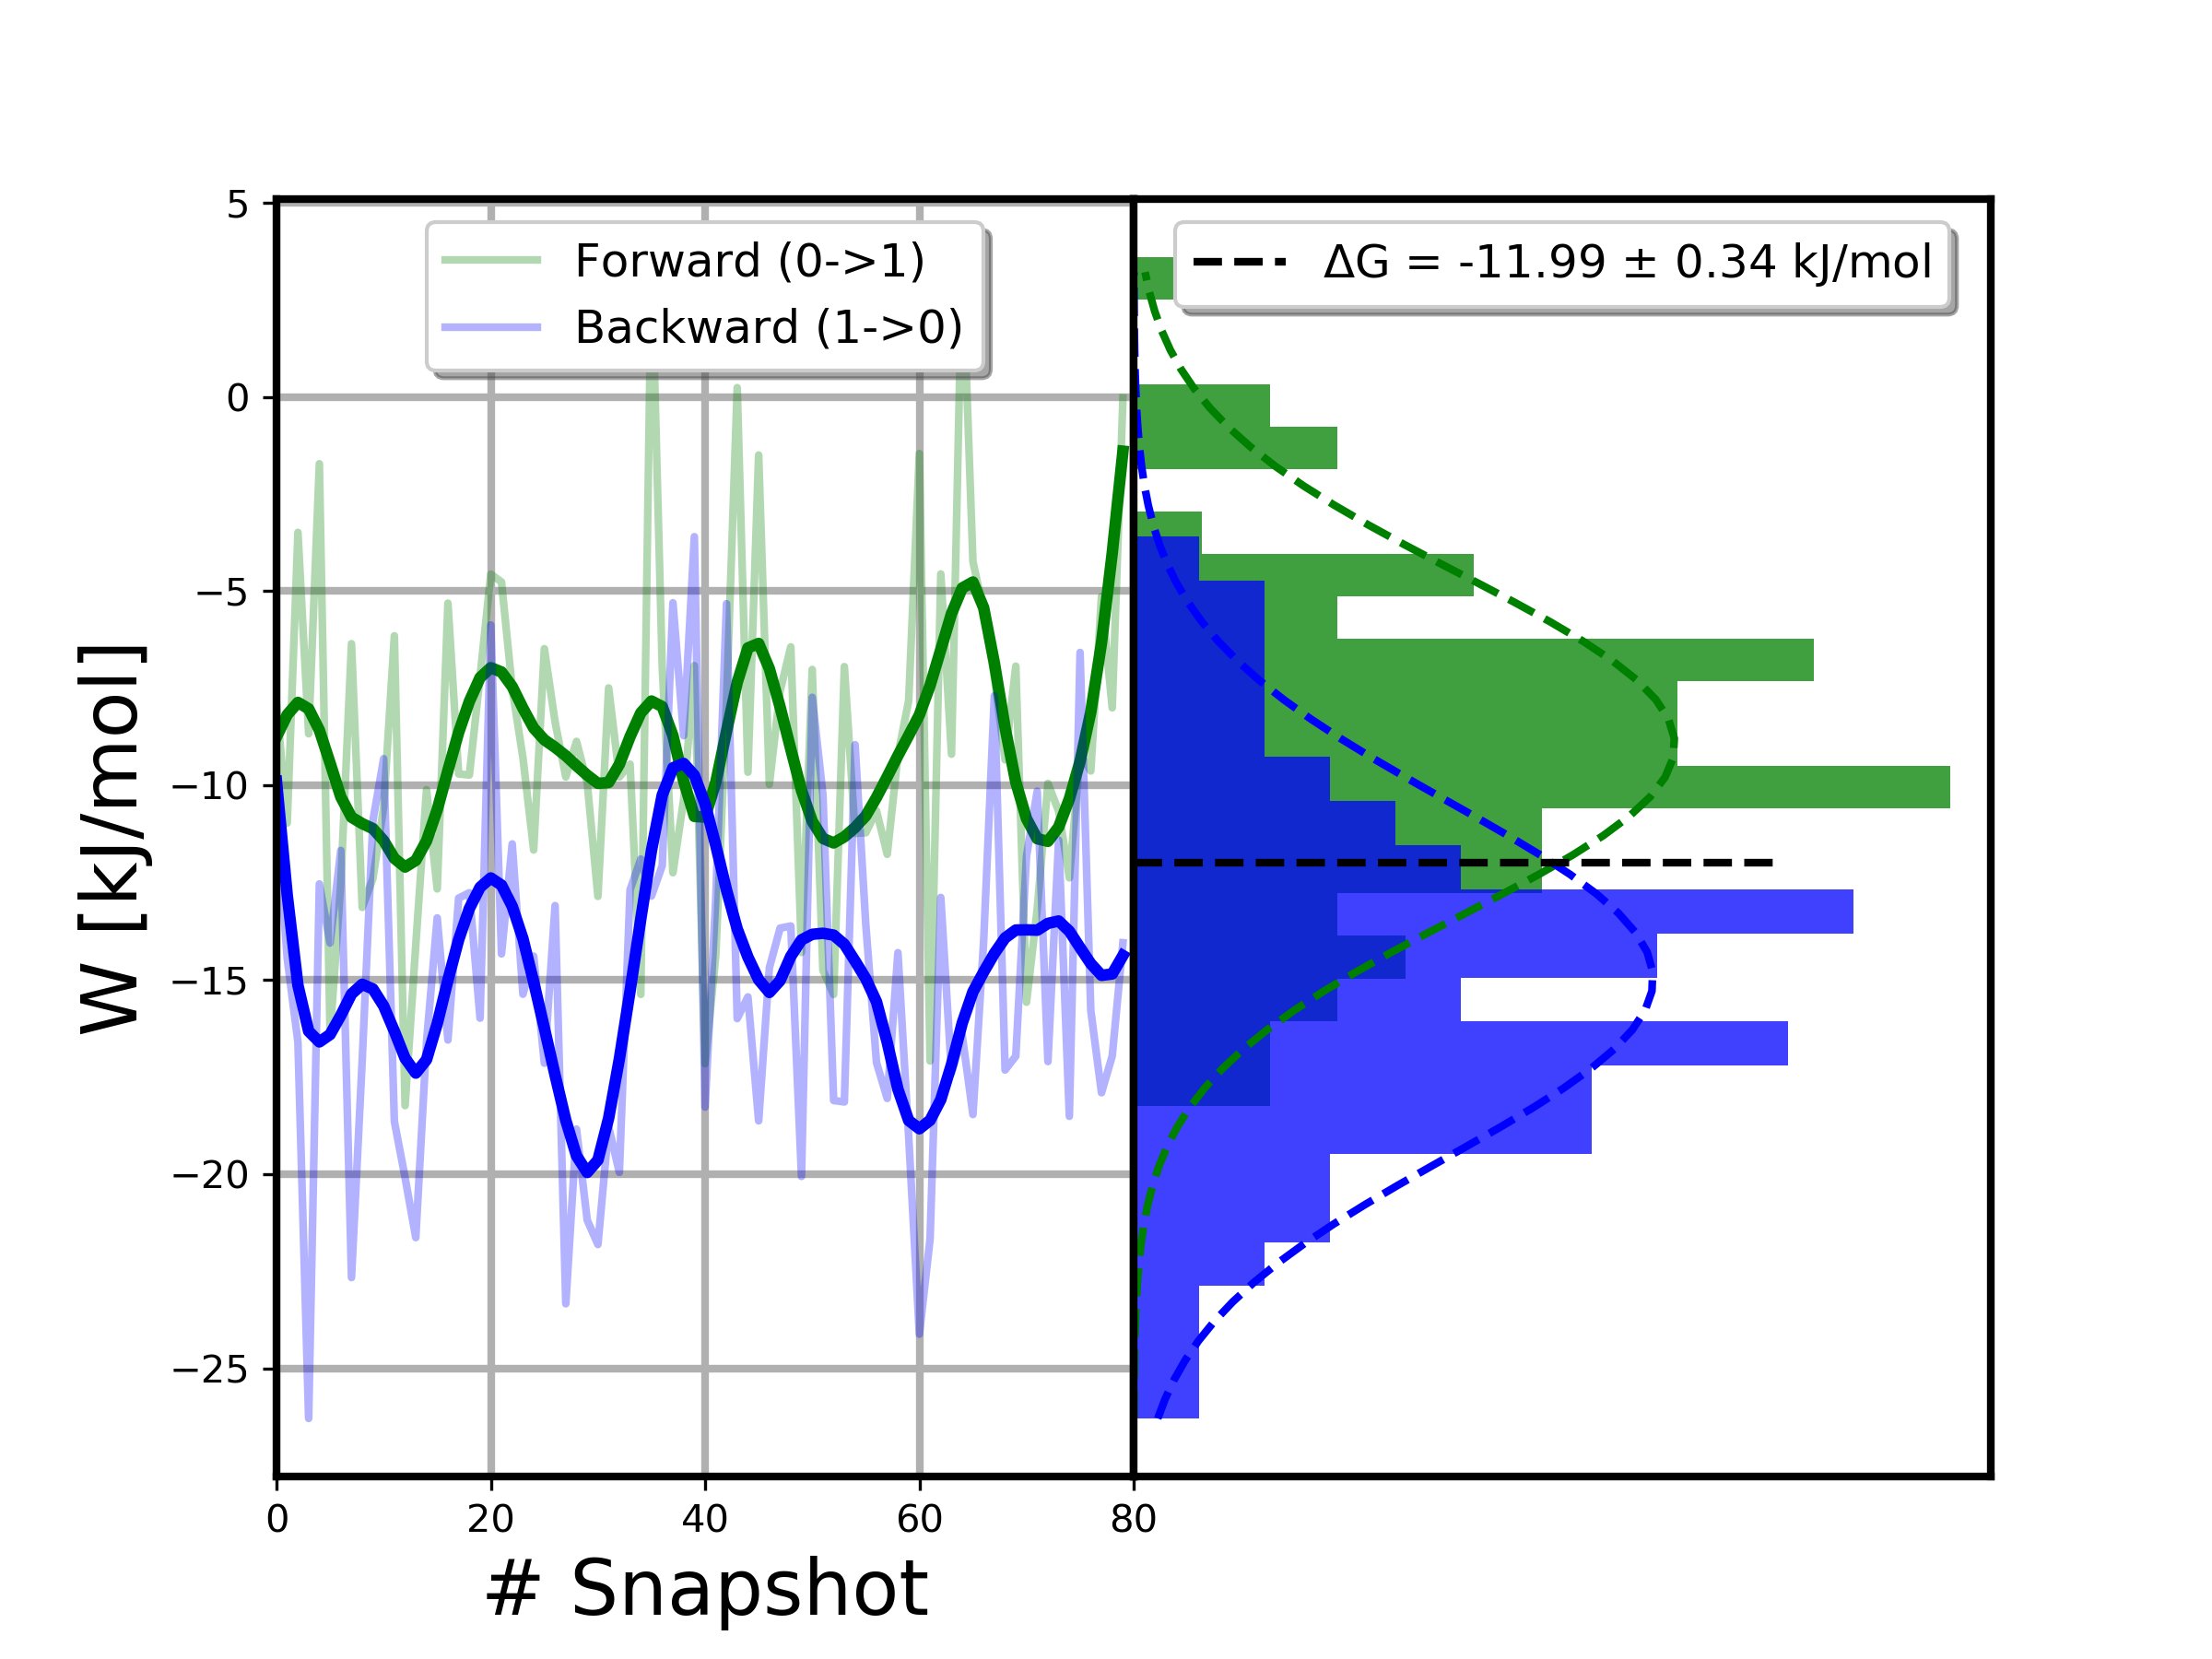 Forward (0->1)
Backward (1->0)
ΔG = -11.99 ± 0.34 kJ/mol
5
0
−5
−10
−15
−20
−25
W [kJ/mol]
0 20 40 60 80
# Snapshot